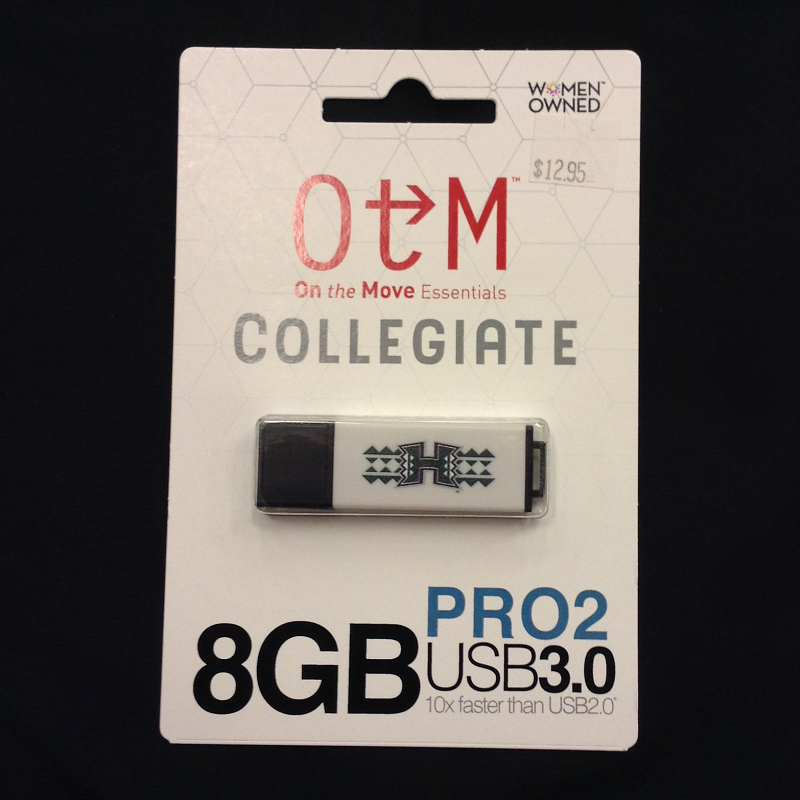 WOMEN™
OWNED
$12.95
OtM™
On the Move Essentials
COLLEGIATE
H
PRO2
8GB
USB3.0
10x faster than USB2.0*